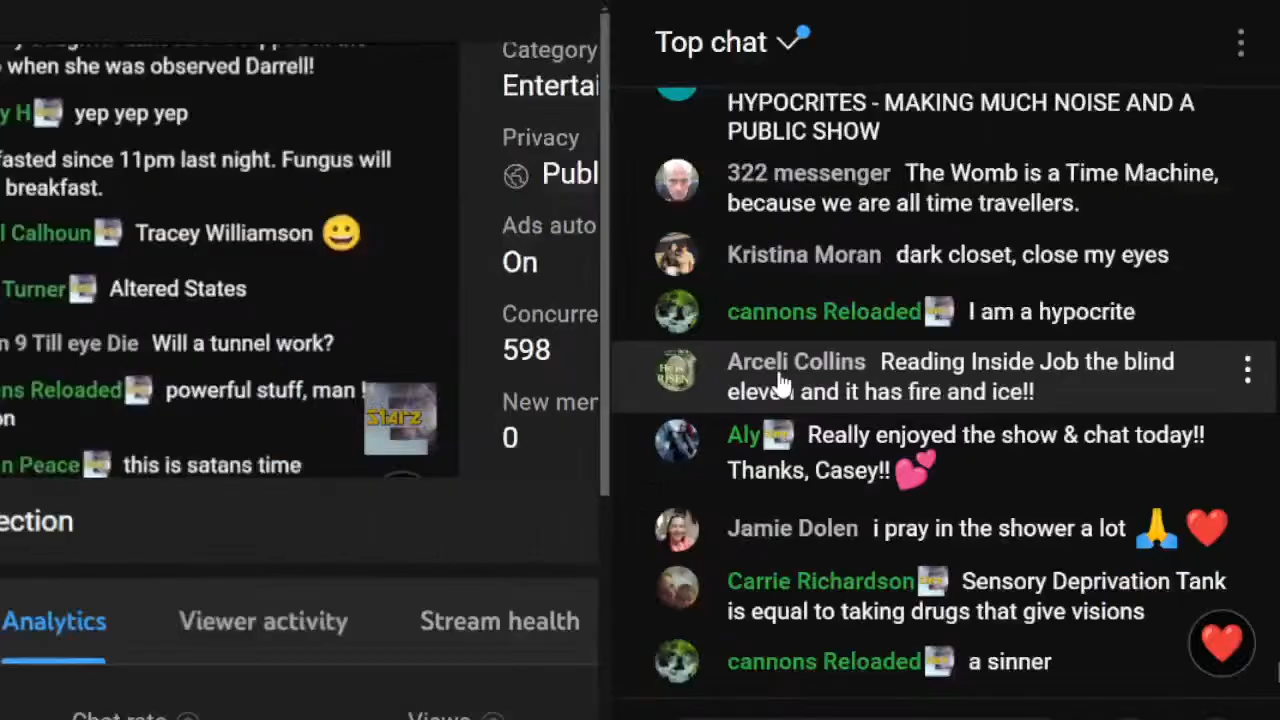 when she was observed Darrell!
y H yep yep yep
fasted since 11pm last night. Fungus will
breakfast.
l Calhoun Tracey Williamson 😀
Turner Altered States
n 9 Till eye Die Will a tunnel work?
ns Reloaded powerful stuff, man !
on
n Peace this is satans time
STARZ
ection
Analytics Viewer activity Stream health
Chat rate Views
Category
Entertai
Privacy
Publ
Ads auto
On
Concurre
598
New mer
0
Top chat
HYPOCRITES - MAKING MUCH NOISE AND A
PUBLIC SHOW
322 messenger The Womb is a Time Machine,
because we are all time travellers.
Kristina Moran dark closet, close my eyes
cannons Reloaded I am a hypocrite
Arceli Collins Reading Inside Job the blind
eleven and it has fire and ice!!
Aly Really enjoyed the show & chat today!!
Thanks, Casey!! 💕
Jamie Dolen i pray in the shower a lot 🙏 ❤️
Carrie Richardson Sensory Deprivation Tank
is equal to taking drugs that give visions
cannons Reloaded a sinner